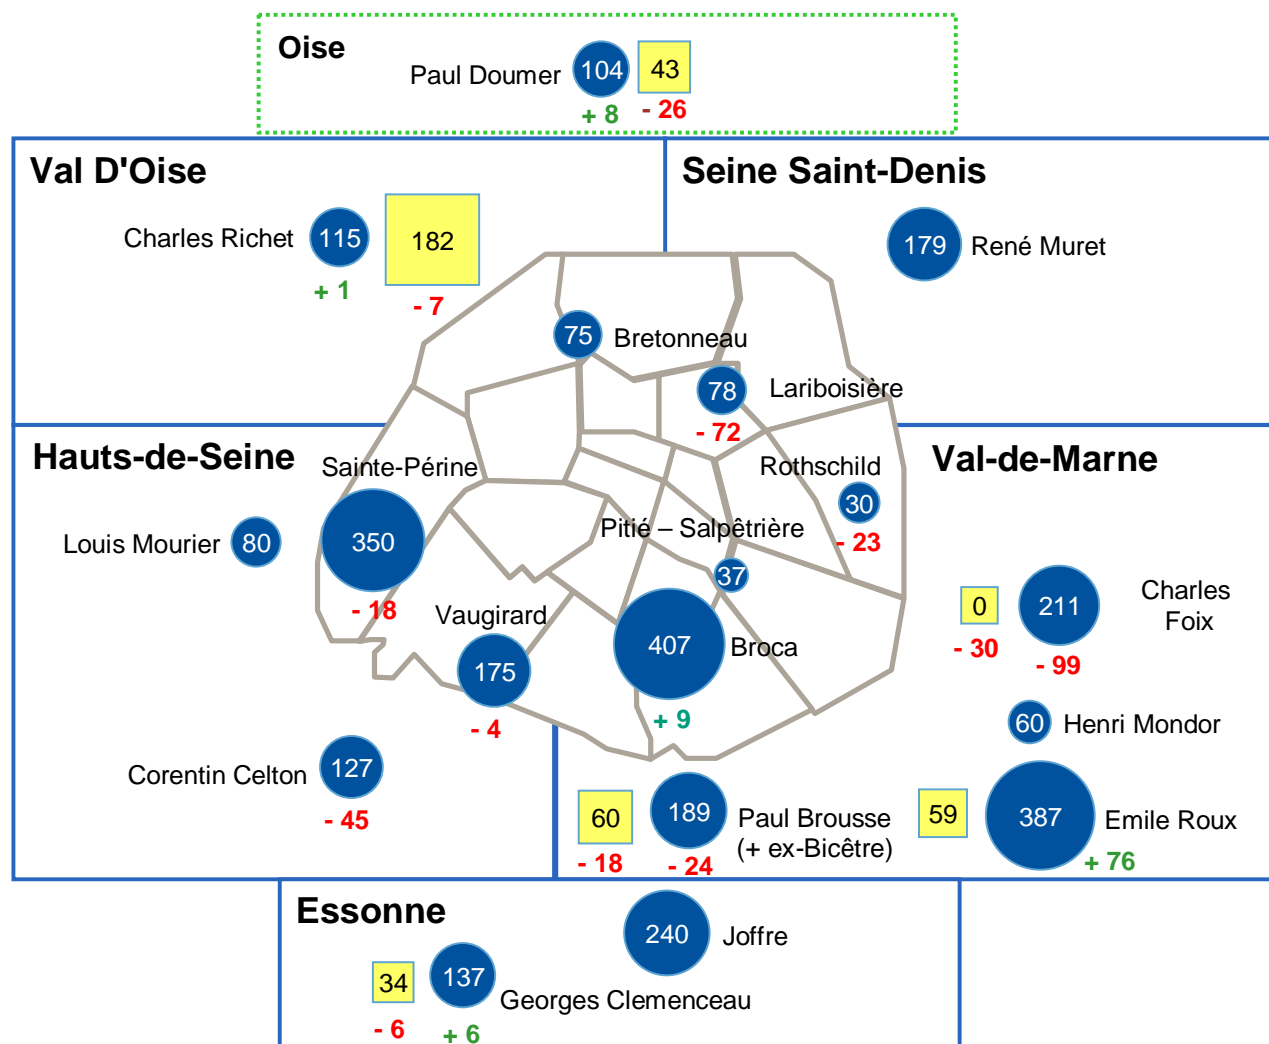 Oise
Paul Doumer 104 43
+ 8 - 26
Val D'Oise
Charles Richet 115 182
+ 1 - 7
Seine Saint-Denis
179 René Muret
75 Bretonneau
78 Lariboisière
- 72
Hauts-de-Seine
Sainte-Périne
Louis Mourier 80 350
- 18
Rothschild
30
- 23
Pitié – Salpêtrière
37
Vaugirard
175
- 4
407 Broca
+ 9
Corentin Celton 127
- 45
Val-de-Marne
0 211 Charles
Foix
- 30 - 99
60 Henri Mondor
60 189 Paul Brousse
(+ ex-Bicêtre)
- 18 - 24
59 387 Emile Roux
+ 76
Essonne
240 Joffre
34 137 Georges Clemenceau
- 6 + 6